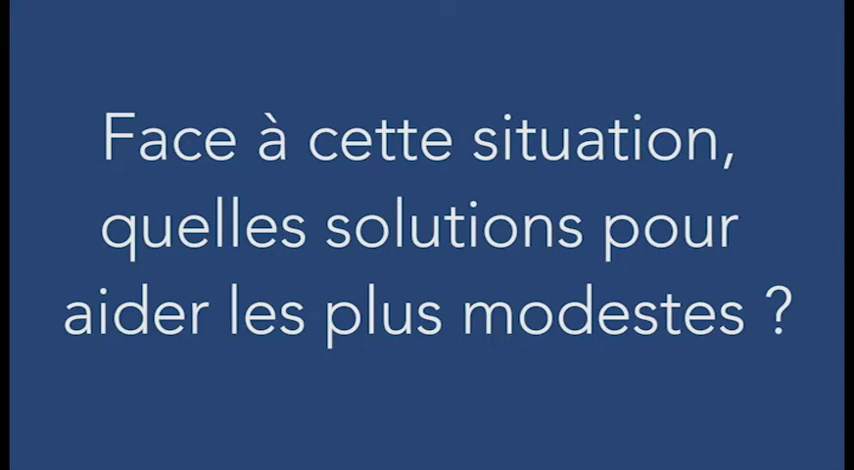 Face à cette situation,
quelles solutions pour
aider les plus modestes ?